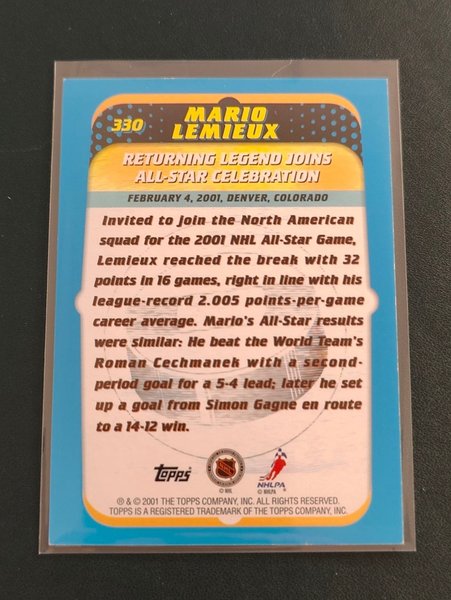 330
MARIO
LEMIEUX
RETURNING LEGEND JOINS
ALL-STAR CELEBRATION
FEBRUARY 4, 2001, DENVER, COLORADO
Invited to join the North American
squad for the 2001 NHL All-Star Game,
Lemieux reached the break with 32
points in 16 games, right in line with his
league-record 2.005 points-per-game
career average. Mario's All-Star results
were similar: He beat the World Team's
Roman Cechmanek with a second-
period goal for a 5-4 lead; later he set
up a goal from Simon Gagne en route
to a 14-12 win.
Topps
NHL
© NHL
NHLPA
© NHLPA
® & © 2001 THE TOPPS COMPANY, INC. ALL RIGHTS RESERVED.
TOPPS IS A REGISTERED TRADEMARK OF THE TOPPS COMPANY, INC.